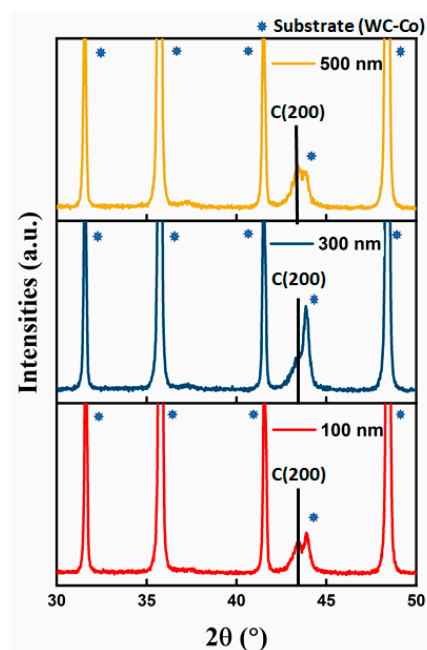 * Substrate (WC-Co)
500 nm
C(200)
*
300 nm
C(200)
*
100 nm
C(200)
*
Intensities (a.u.)
30 35 40 45 50
2θ (°)